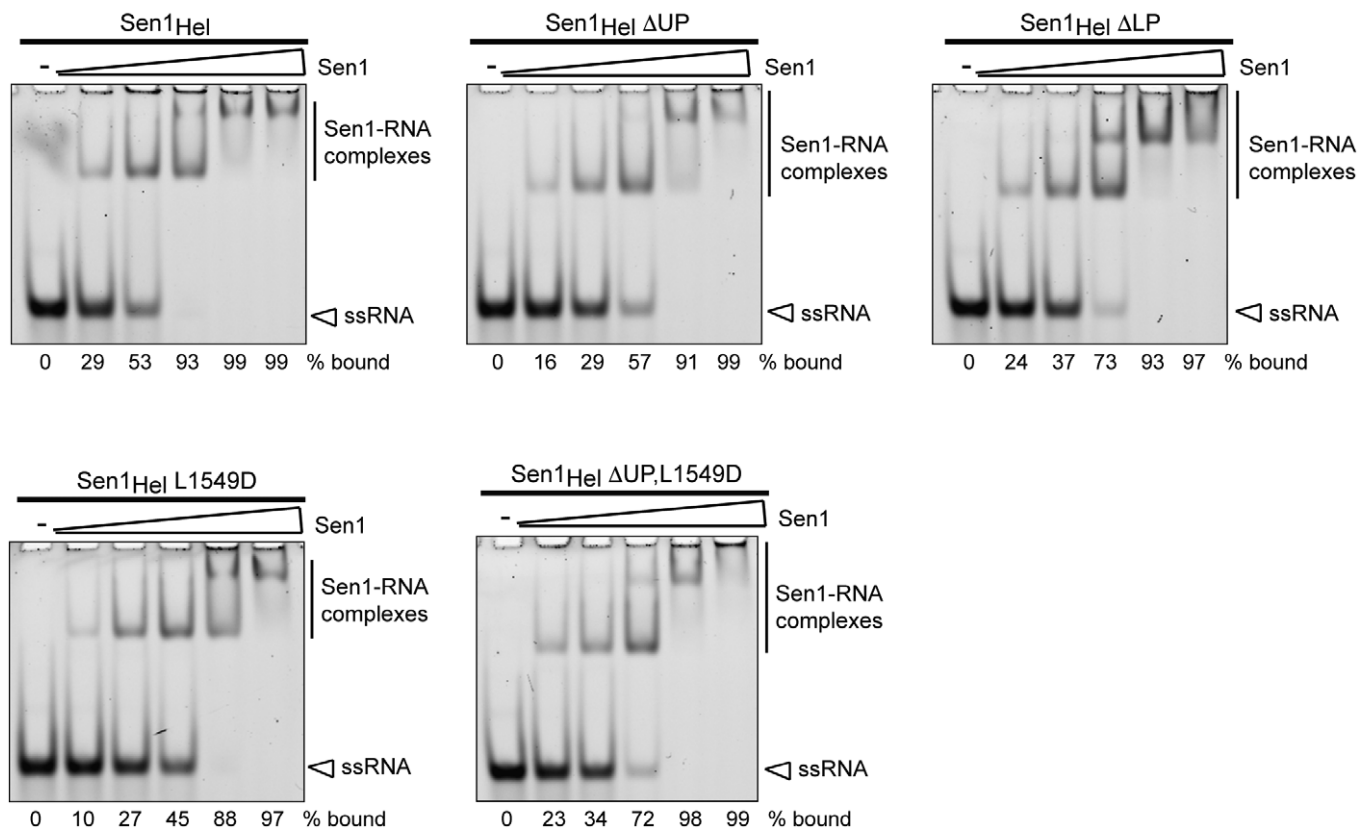 Sen1Hel
- Sen1
Sen1-RNA
complexes
ssRNA
0 29 53 93 99 99 % bound
Sen1Hel ΔUP
- Sen1
Sen1-RNA
complexes
ssRNA
0 16 29 57 91 99 % bound
Sen1Hel ΔLP
- Sen1
Sen1-RNA
complexes
ssRNA
0 24 37 73 93 97 % bound
Sen1Hel L1549D
- Sen1
Sen1-RNA
complexes
ssRNA
0 10 27 45 88 97 % bound
Sen1Hel ΔUP,L1549D
- Sen1
Sen1-RNA
complexes
ssRNA
0 23 34 72 98 99 % bound